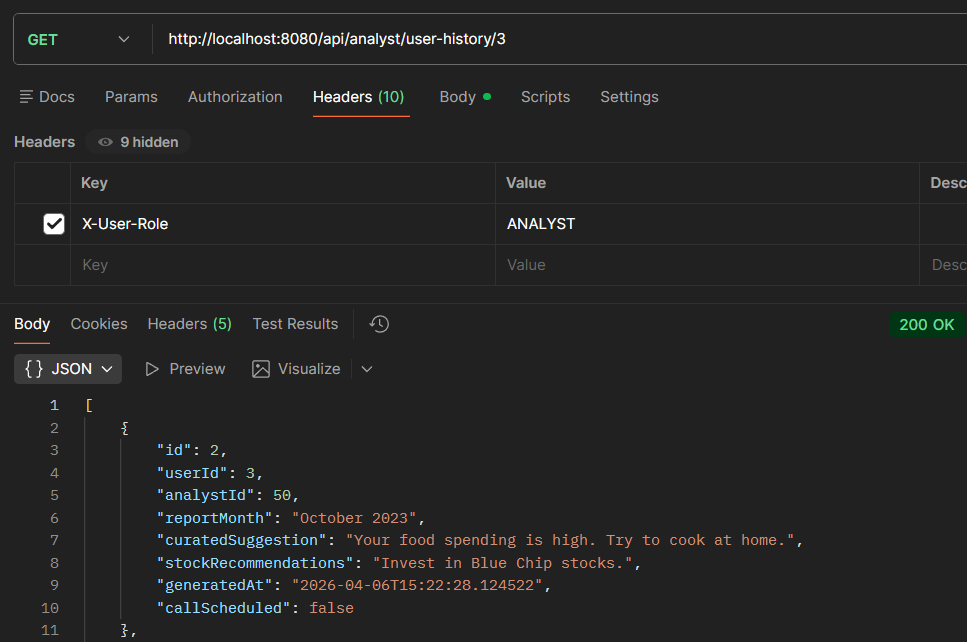 GET http://localhost:8080/api/analyst/user-history/3
Docs Params Authorization Headers (10) Body Scripts Settings
Headers 9 hidden
Key Value Desc
X-User-Role ANALYST
Key Value Desc
Body Cookies Headers (5) Test Results 200 OK
{} JSON Preview Visualize
1 [
2 {
3 "id": 2,
4 "userId": 3,
5 "analystId": 50,
6 "reportMonth": "October 2023",
7 "curatedSuggestion": "Your food spending is high. Try to cook at home.",
8 "stockRecommendations": "Invest in Blue Chip stocks.",
9 "generatedAt": "2026-04-06T15:22:28.124522",
10 "callScheduled": false
11 },